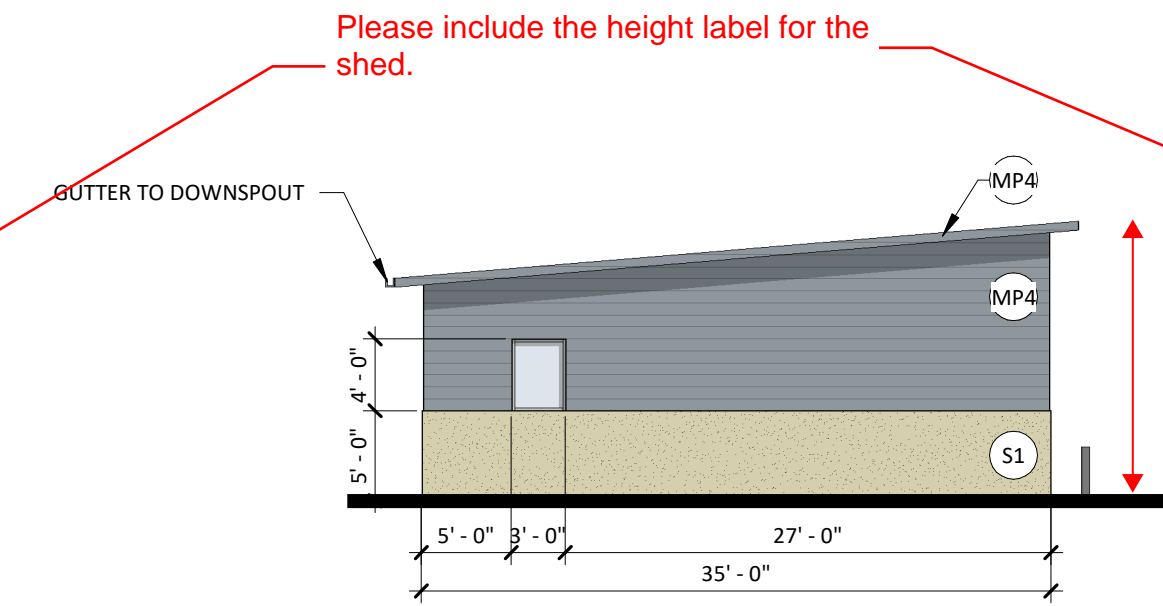 Please include the height label for the
shed.
GUTTER TO DOWNSPOUT
MP4
MP4
4' - 0"
5' - 0"
S1
5' - 0"
3' - 0"
27' - 0"
35' - 0"